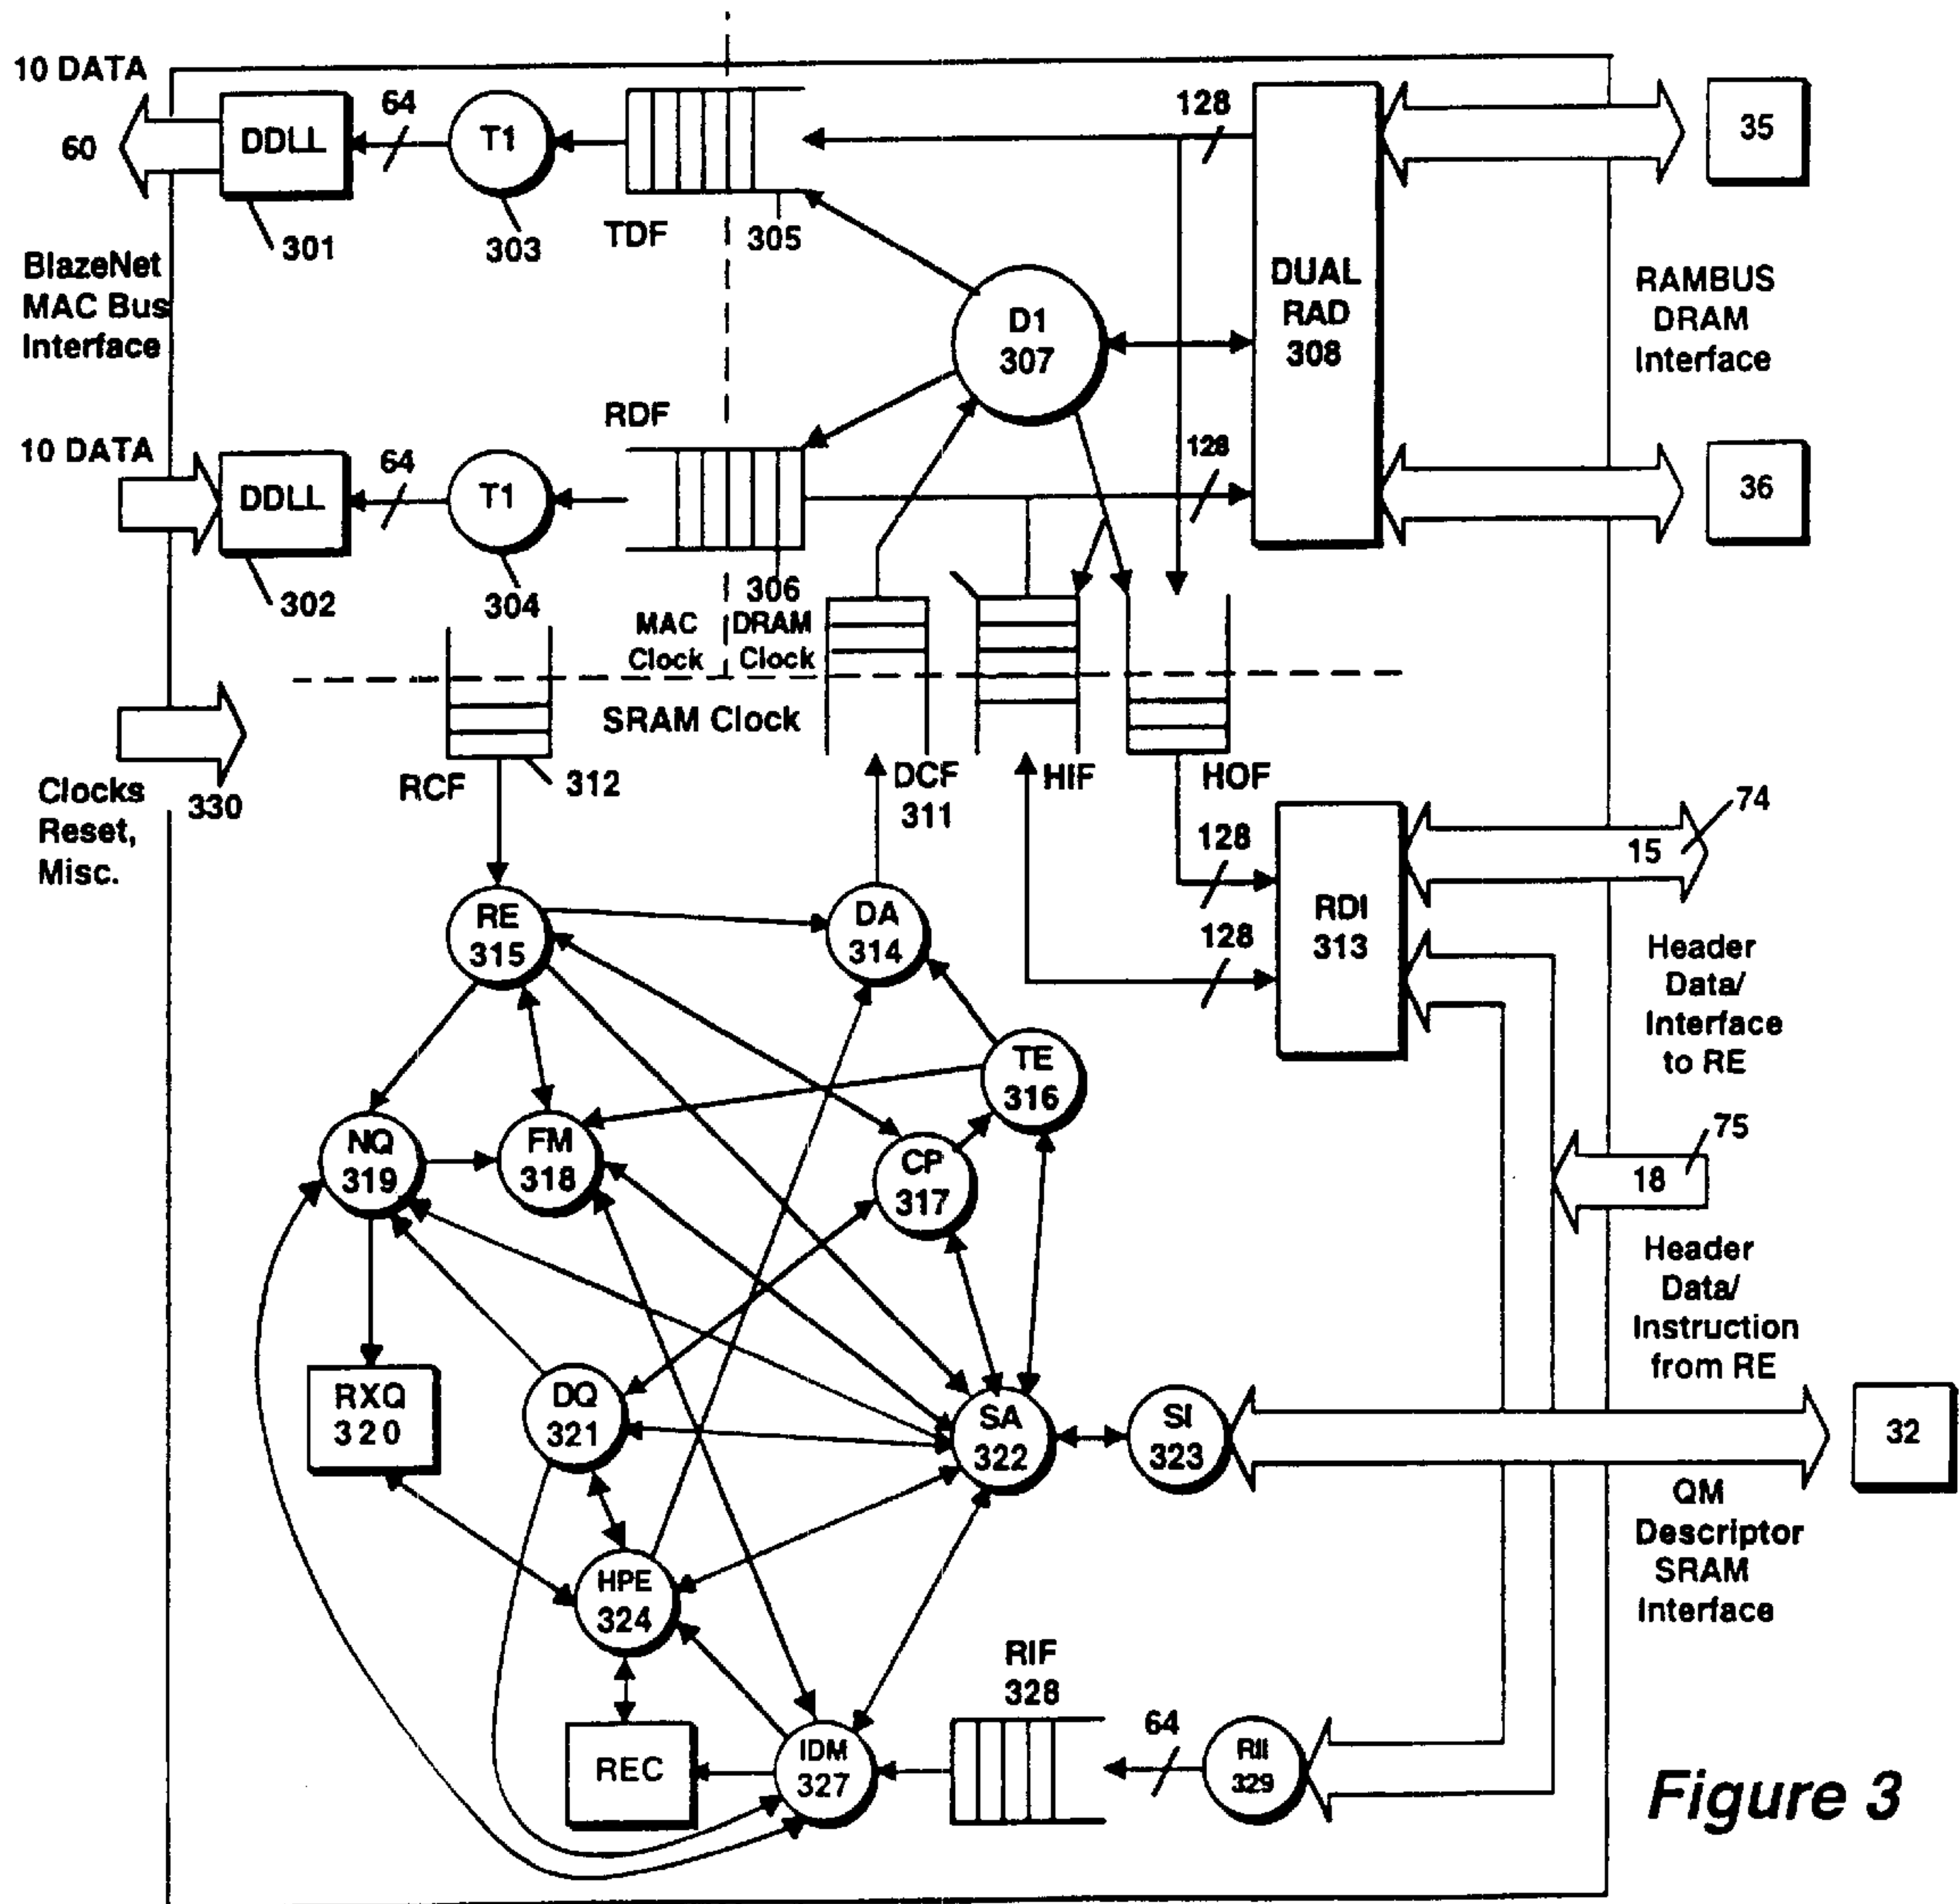 10 DATA
60
DDLL
64
T1
301
303
TDF
305
128
DUAL
RAD
308
35
BlazeNet
MAC Bus
Interface
D1
307
RAMBUS
DRAM
Interface
RDF
10 DATA
DDLL
64
T1
302
304
306
128
36
MAC
Clock
DRAM
Clock
SRAM Clock
Clocks
Reset,
Misc.
330
RCF
312
DCF
311
HIF
HOF
128
128
RDI
313
15
74
Header
Data/
Interface
to RE
RE
315
DA
314
TE
316
NQ
319
FM
318
CP
317
18
75
Header
Data/
Instruction
from RE
RXQ
320
DQ
321
SA
322
SI
323
32
QM
Descriptor
SRAM
Interface
HPE
324
REC
IDM
327
RIF
328
64
RII
329
Figure 3